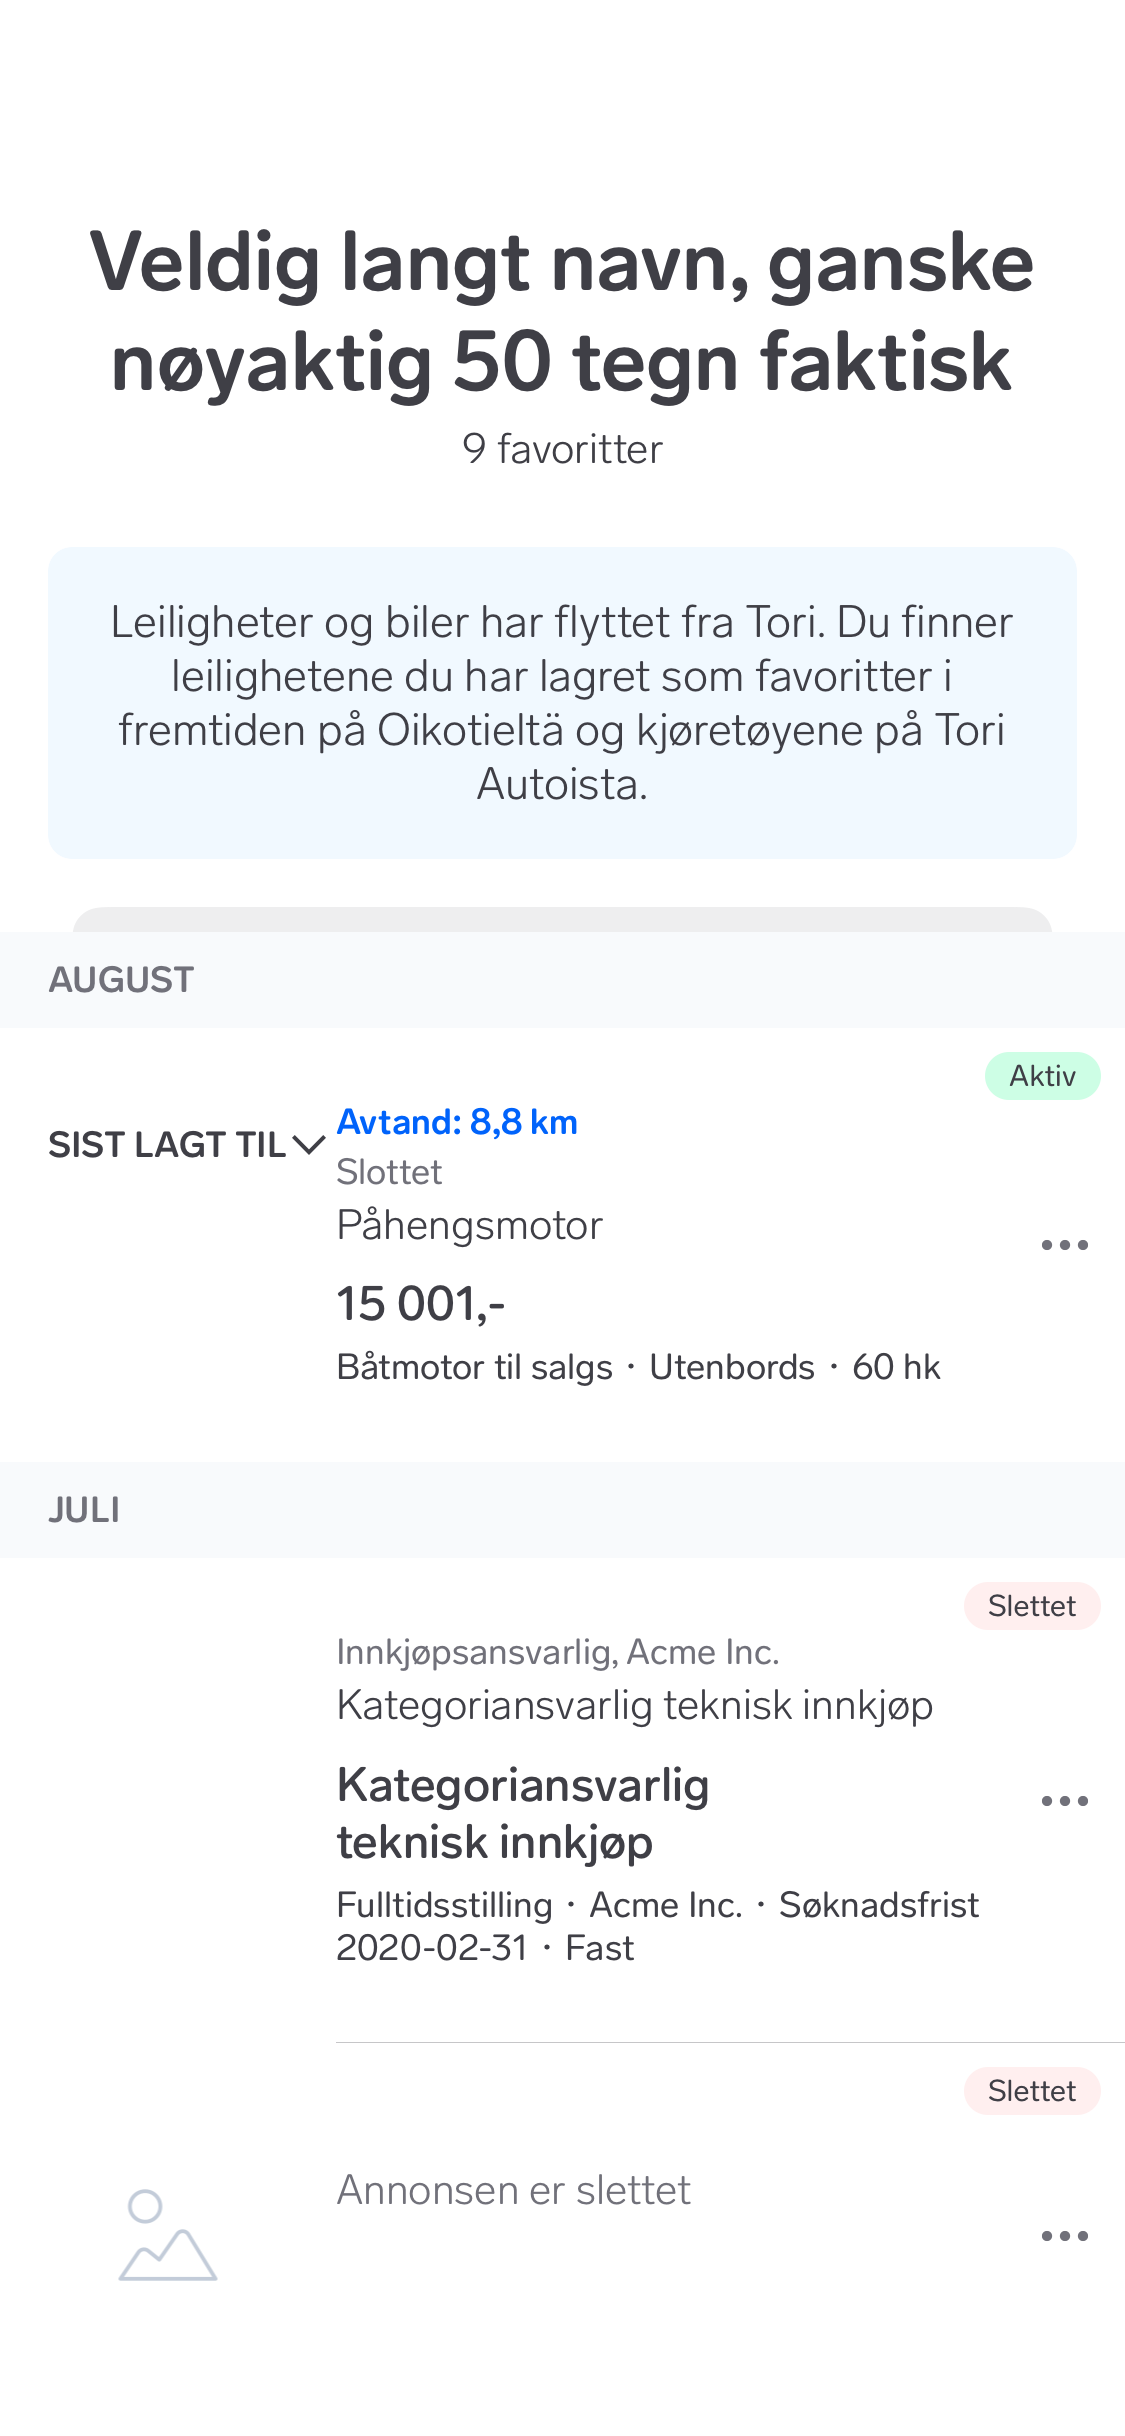 Veldig langt navn, ganske
nøyaktig 50 tegn faktisk
9 favoritter
Leiligheter og biler har flyttet fra Tori. Du finner
leilighetene du har lagret som favoritter i
fremtiden på Oikotieltä og kjøretøyene på Tori
Autoista.
AUGUST
Aktiv
SIST LAGT TIL
Avtand: 8,8 km
Slottet
Påhengsmotor
15 001,-
Båtmotor til salgs · Utenbords · 60 hk
JULI
Slettet
Innkjøpsansvarlig, Acme Inc.
Kategoriansvarlig teknisk innkjøp
Kategoriansvarlig
teknisk innkjøp
Fulltidsstilling · Acme Inc. · Søknadsfrist
2020-02-31 · Fast
Slettet
Annonsen er slettet